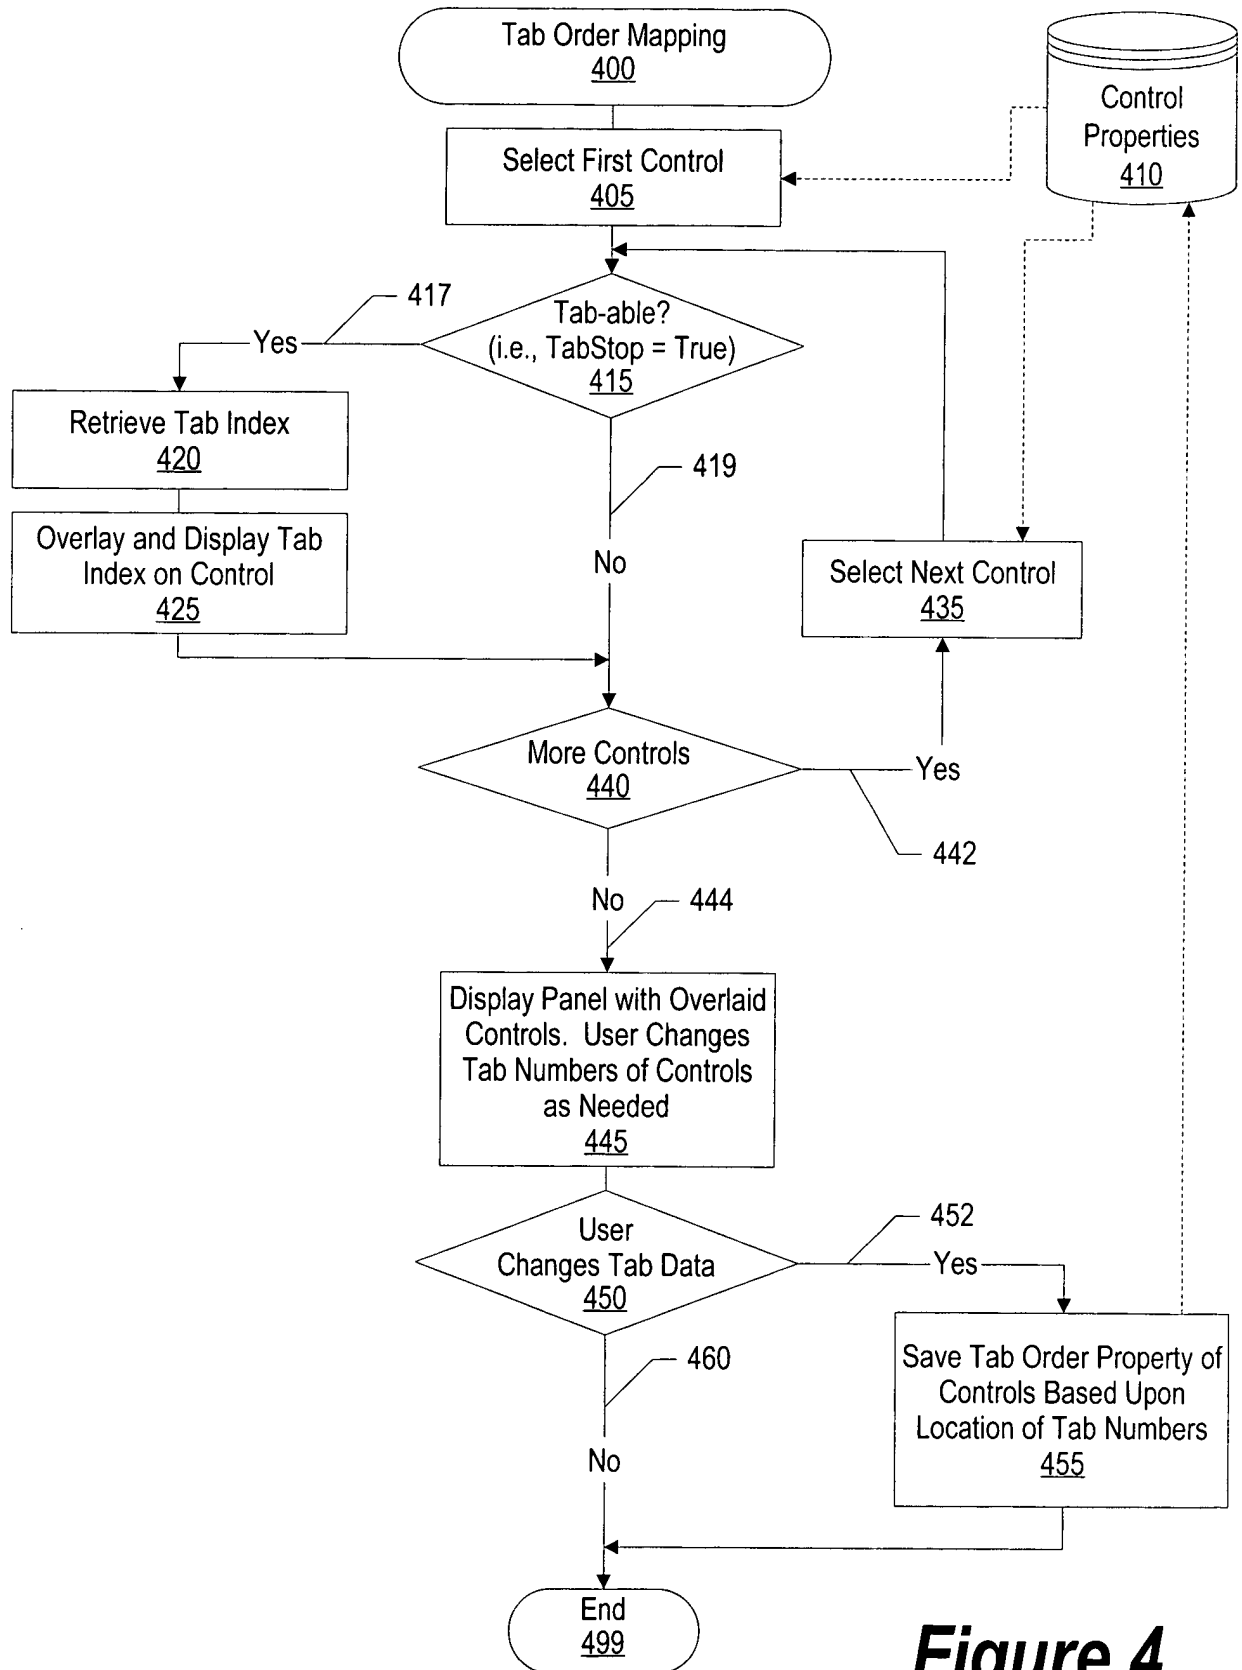 Tab Order Mapping
400
Control
Properties
410
Select First Control
405
Tab-able?
(i.e., TabStop = True)
415
417
Yes
Retrieve Tab Index
420
419
Overlay and Display Tab
Index on Control
425
No
Select Next Control
435
More Controls
440
Yes
442
No
444
Display Panel with Overlaid
Controls. User Changes
Tab Numbers of Controls
as Needed
445
User
Changes Tab Data
450
452
Yes
460
Save Tab Order Property of
Controls Based Upon
Location of Tab Numbers
455
No
End
499
Figure 4